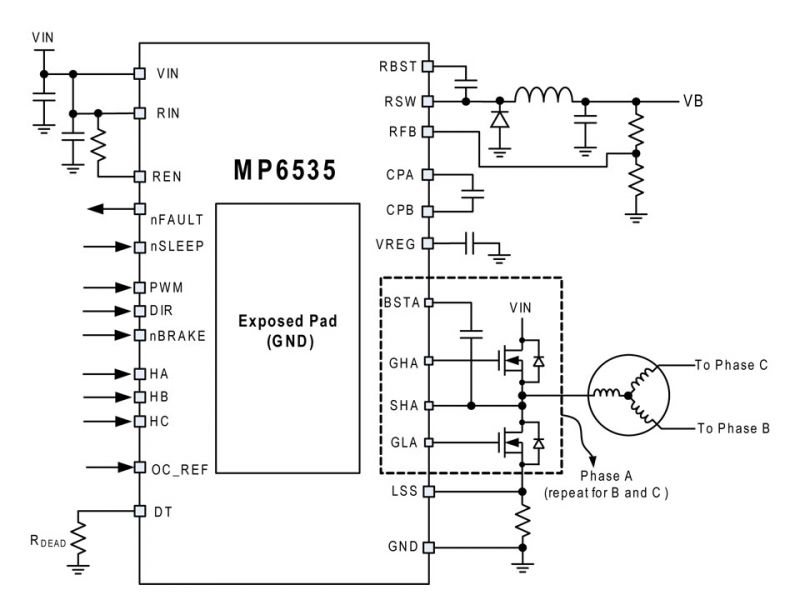 VIN
VIN
RIN
REN
nFAULT
nSLEEP
PWM
DIR
nBRAKE
HA
HB
HC
OC_REF
DT
RDEAD
MP6535
Exposed Pad
(GND)
RBST
RSW
RFB
CPA
CPB
VREG
BSTA
GHA
SHA
GLA
LSS
GND
VB
VIN
To Phase C
To Phase B
Phase A
(repeat for B and C )